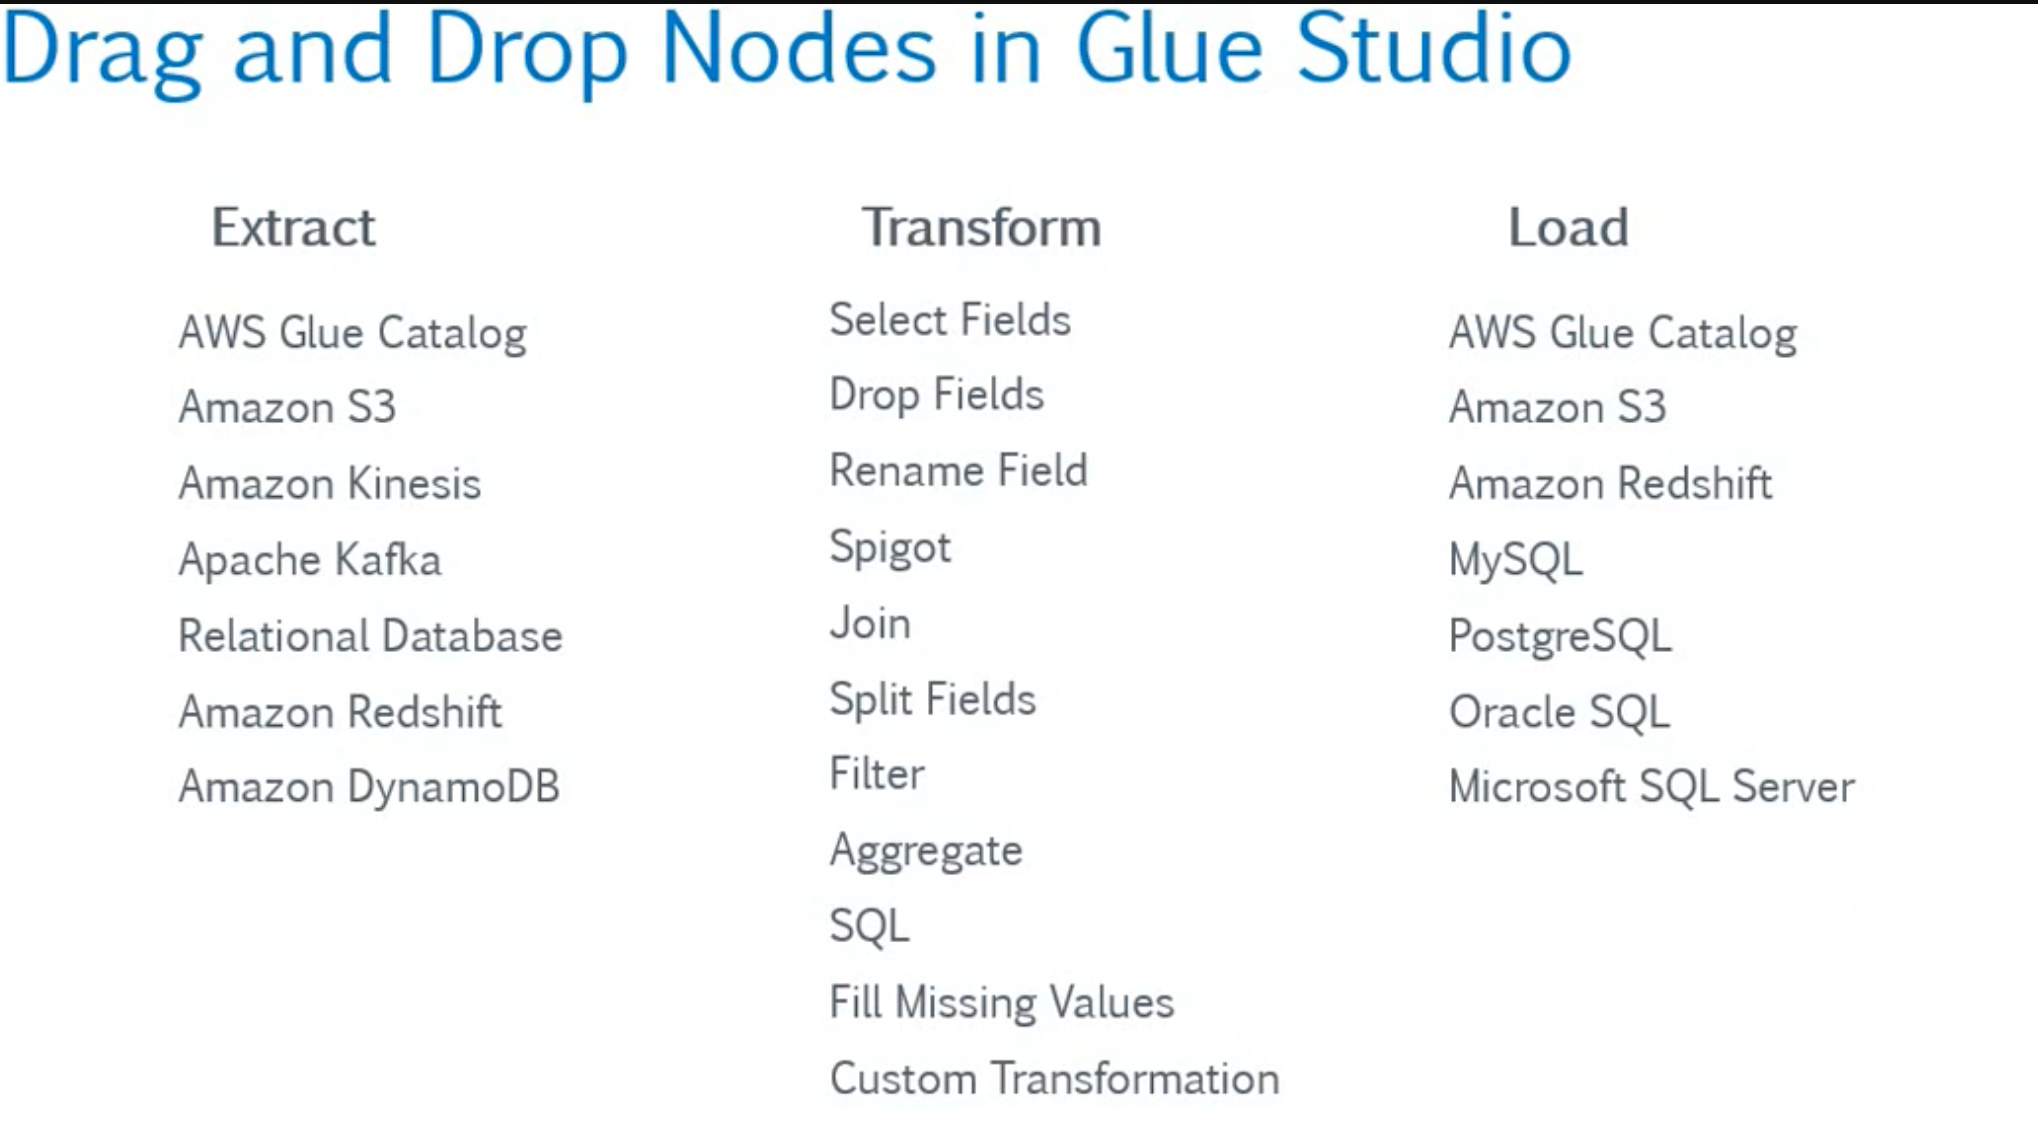 Drag and Drop Nodes in Glue Studio
Extract
AWS Glue Catalog
Amazon S3
Amazon Kinesis
Apache Kafka
Relational Database
Amazon Redshift
Amazon DynamoDB
Transform
Select Fields
Drop Fields
Rename Field
Spigot
Join
Split Fields
Filter
Aggregate
SQL
Fill Missing Values
Custom Transformation
Load
AWS Glue Catalog
Amazon S3
Amazon Redshift
MySQL
PostgreSQL
Oracle SQL
Microsoft SQL Server